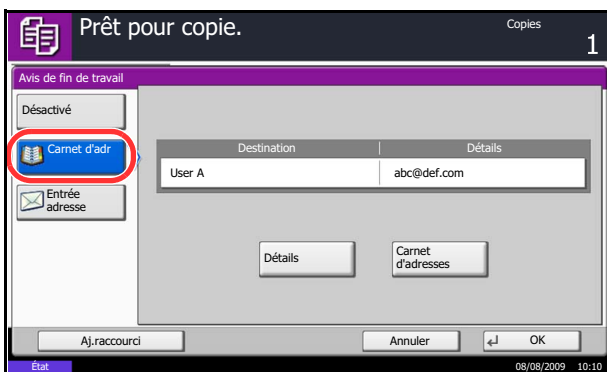 Prêt pour copie.
Copies
1
Avis de fin de travail
Désactivé
Carnet d'adr
Entrée
adresse
Destination Détails
User A abc@def.com
Détails
Carnet
d'adresses
Aj.raccourci
Annuler
OK
État
08/08/2009 10:10